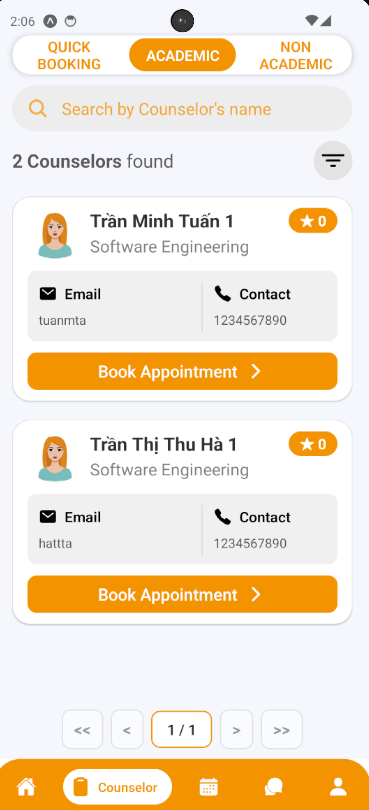 2:06
QUICK
BOOKING
ACADEMIC
NON
ACADEMIC
Search by Counselor's name
2 Counselors found
Trần Minh Tuấn 1
★ 0
Software Engineering
Email
Contact
tuanmta
1234567890
Book Appointment >
Trần Thị Thu Hà 1
★ 0
Software Engineering
Email
Contact
hattta
1234567890
Book Appointment >
<< < 1 / 1 > >>
Counselor